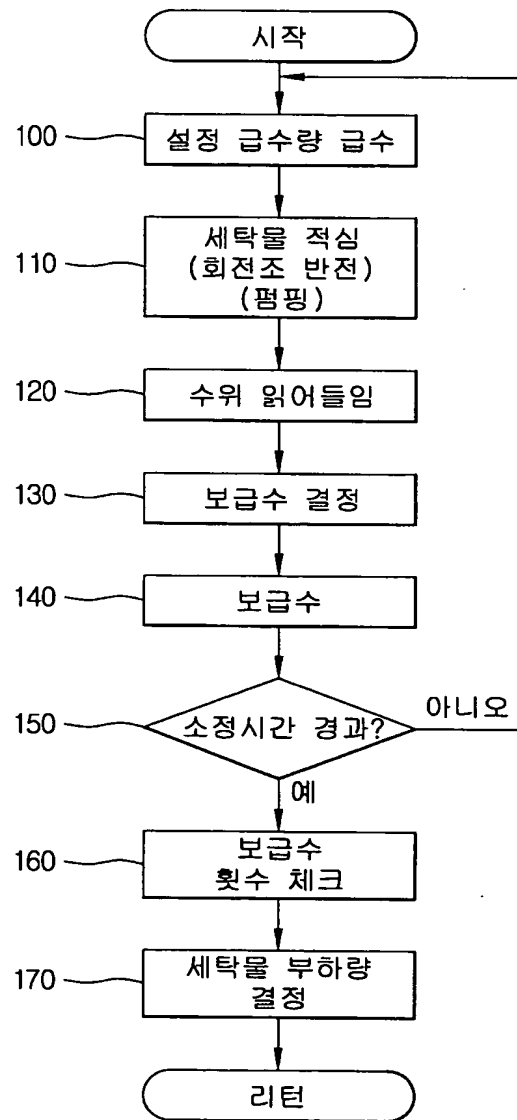 시작
100
설정 급수량 급수
110
세탁물 적심
(회전조 반전)
(펌핑)
120
수위 읽어들임
130
보급수 결정
140
보급수
150
소정시간 경과?
아니오
예
160
보급수
횟수 체크
170
세탁물 부하량
결정
리턴